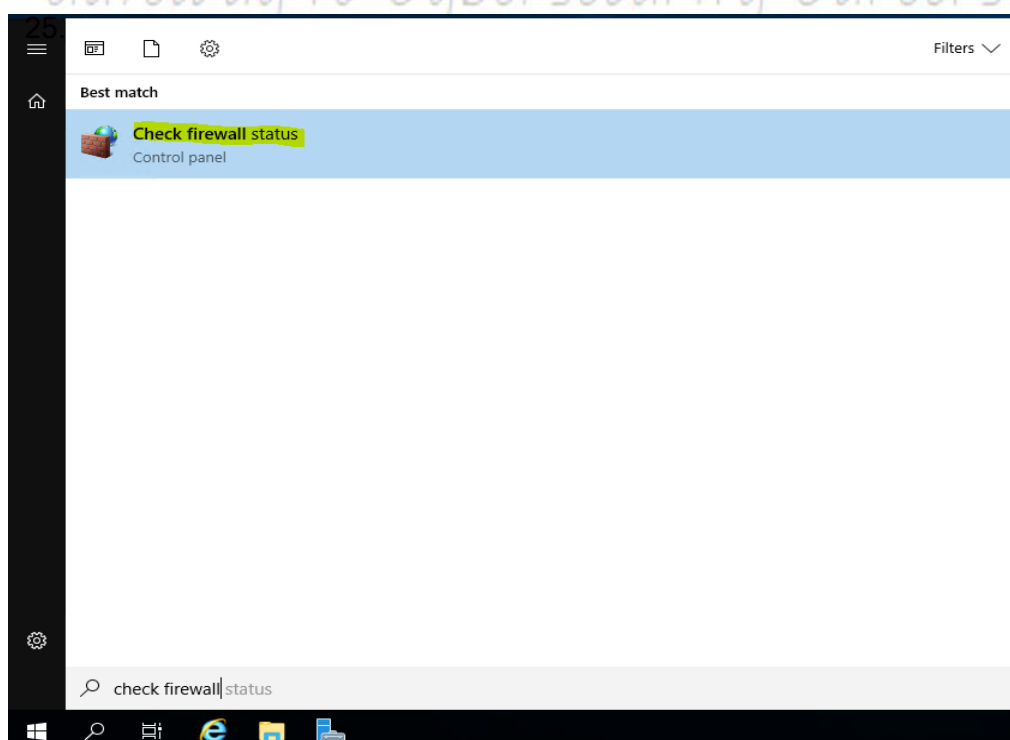 25.
Filters
Best match
Check firewall status
Control panel
check firewall status